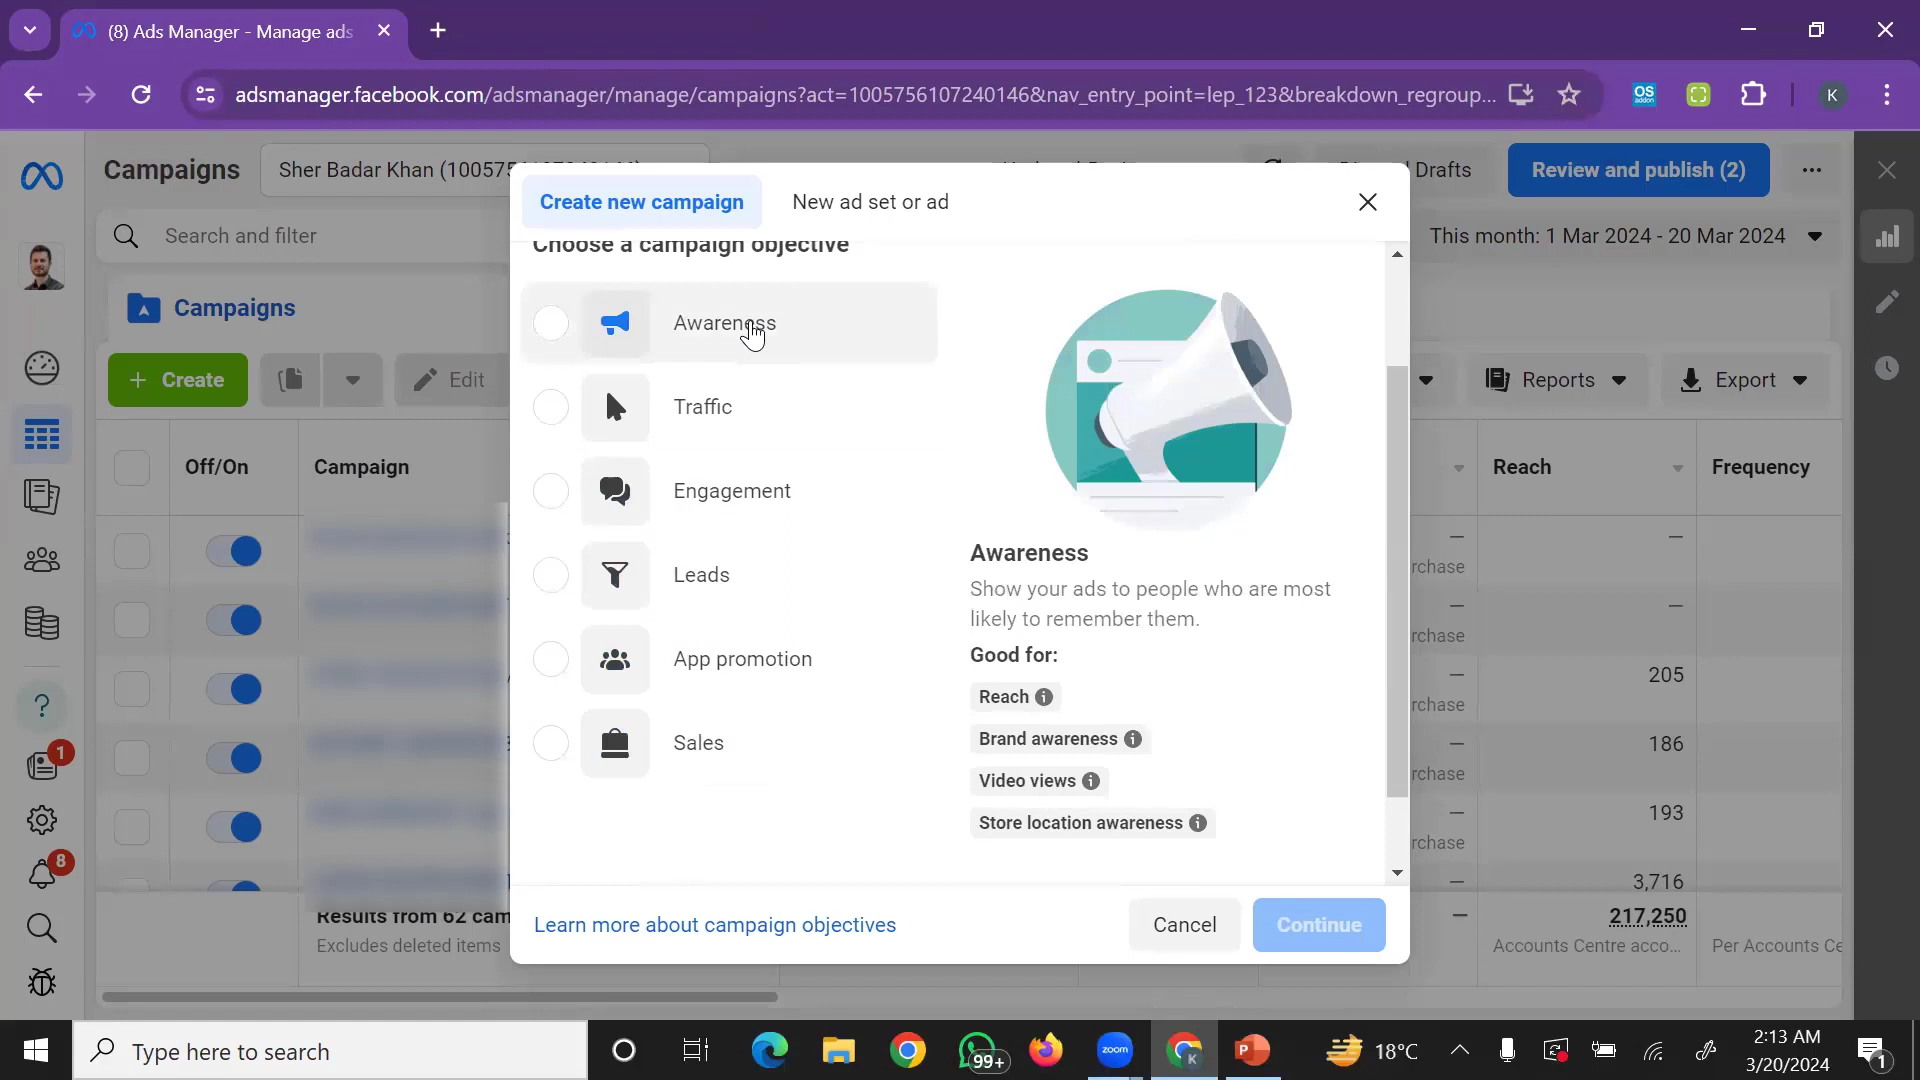 (8) Ads Manager - Manage ads
adsmanager.facebook.com/adsmanager/manage/campaigns?act=1005756107240146&nav_entry_point=lep_123&breakdown_regroup...
OS
addon
K
Campaigns
Sher Badar Khan
Drafts
Review and publish (2)
Create new campaign
New ad set or ad
Search and filter
This month: 1 Mar 2024 - 20 Mar 2024
Choose a campaign objective
Campaigns
Awareness
Create
Edit
Reports
Export
Traffic
Off/On
Campaign
Reach
Frequency
Engagement
Leads
App promotion
Sales
Awareness
Show your ads to people who are most
likely to remember them.
Good for:
Reach
Brand awareness
Video views
Store location awareness
—
—
rchase
—
—
rchase
—
205
rchase
—
186
rchase
—
193
rchase
—
3,716
1
8
Results from 62 cam
Excludes deleted items
—
217,250
Accounts Centre acco...
Per Accounts Ce
Learn more about campaign objectives
Cancel
Continue
Type here to search
99+
zoom
K
P
18°C
2:13 AM
3/20/2024
1